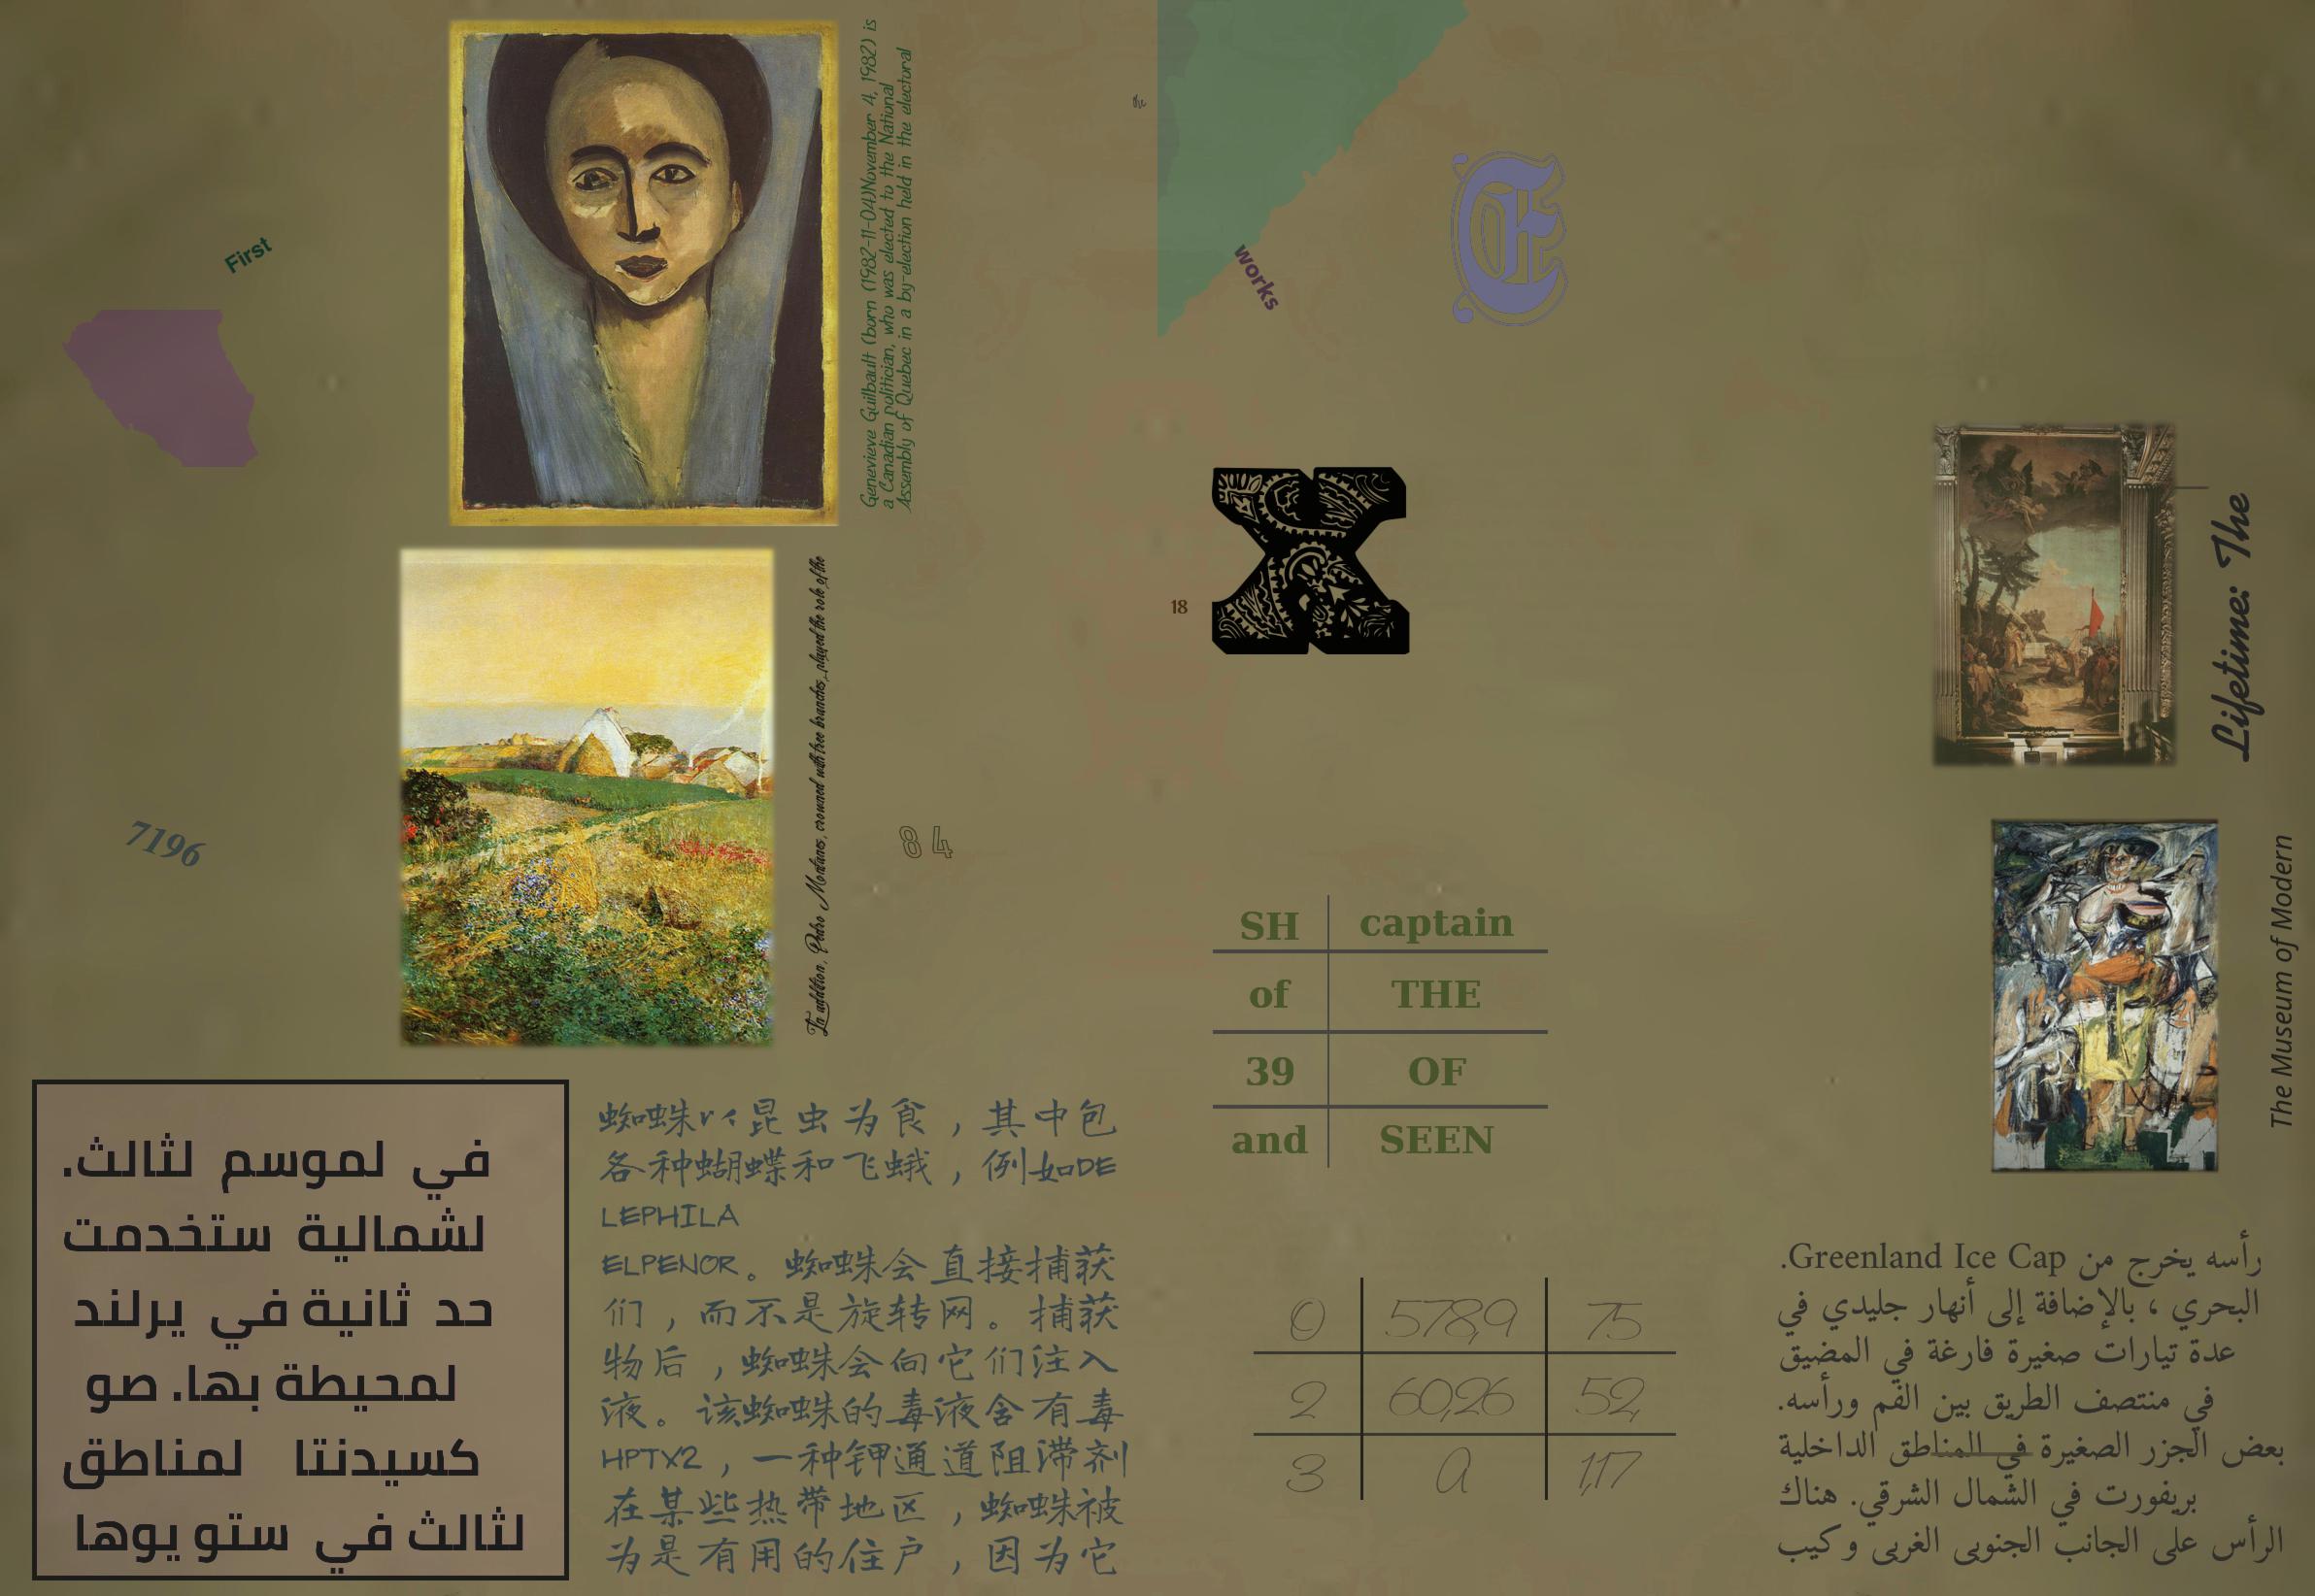 Genevieve Guilbault (born (1982-11-04)November 4, 1982) is
a Canadian politician, who was elected to the National
Assembly of Quebec in a by-election held in the electoral
the
First
works
E
X
18
In addition, Pedro Montanes, crowned with tree branches, played the role of the
Lifetime: The
The Museum of Modern
7196
84
SH captain
of THE
39 OF
and SEEN
في لموسم لثالث.
لشمالية ستخدمت
حد ثانية في يرلند
لمحيطة بها. صو
كسيدنتا لمناطق
لثالث في ستو يوها
蜘蛛以昆虫为食，其中包
各种蝴蝶和飞蛾，例如DE
LEPHILA
ELPENOR。蜘蛛会直接捕获
们，而不是旋转网。捕获
物后，蜘蛛会向它们注入
液。该蜘蛛的毒液含有毒
HPTX2，一种钾通道阻滞剂
在某些热带地区，蜘蛛被
为是有用的住户，因为它
0 578,9 75
2 60,26 52,
3 a 1,17
رأسه يخرج من Greenland Ice Cap.
البحري ، بالإضافة إلى أنهار جليدي في
عدة تيارات صغيرة فارغة في المضيق
في منتصف الطريق بين الفم ورأسه.
بعض الجزر الصغيرة في المناطق الداخلية
بريفورت في الشمال الشرقي. هناك
الرأس على الجانب الجنوبي الغربي وكيب